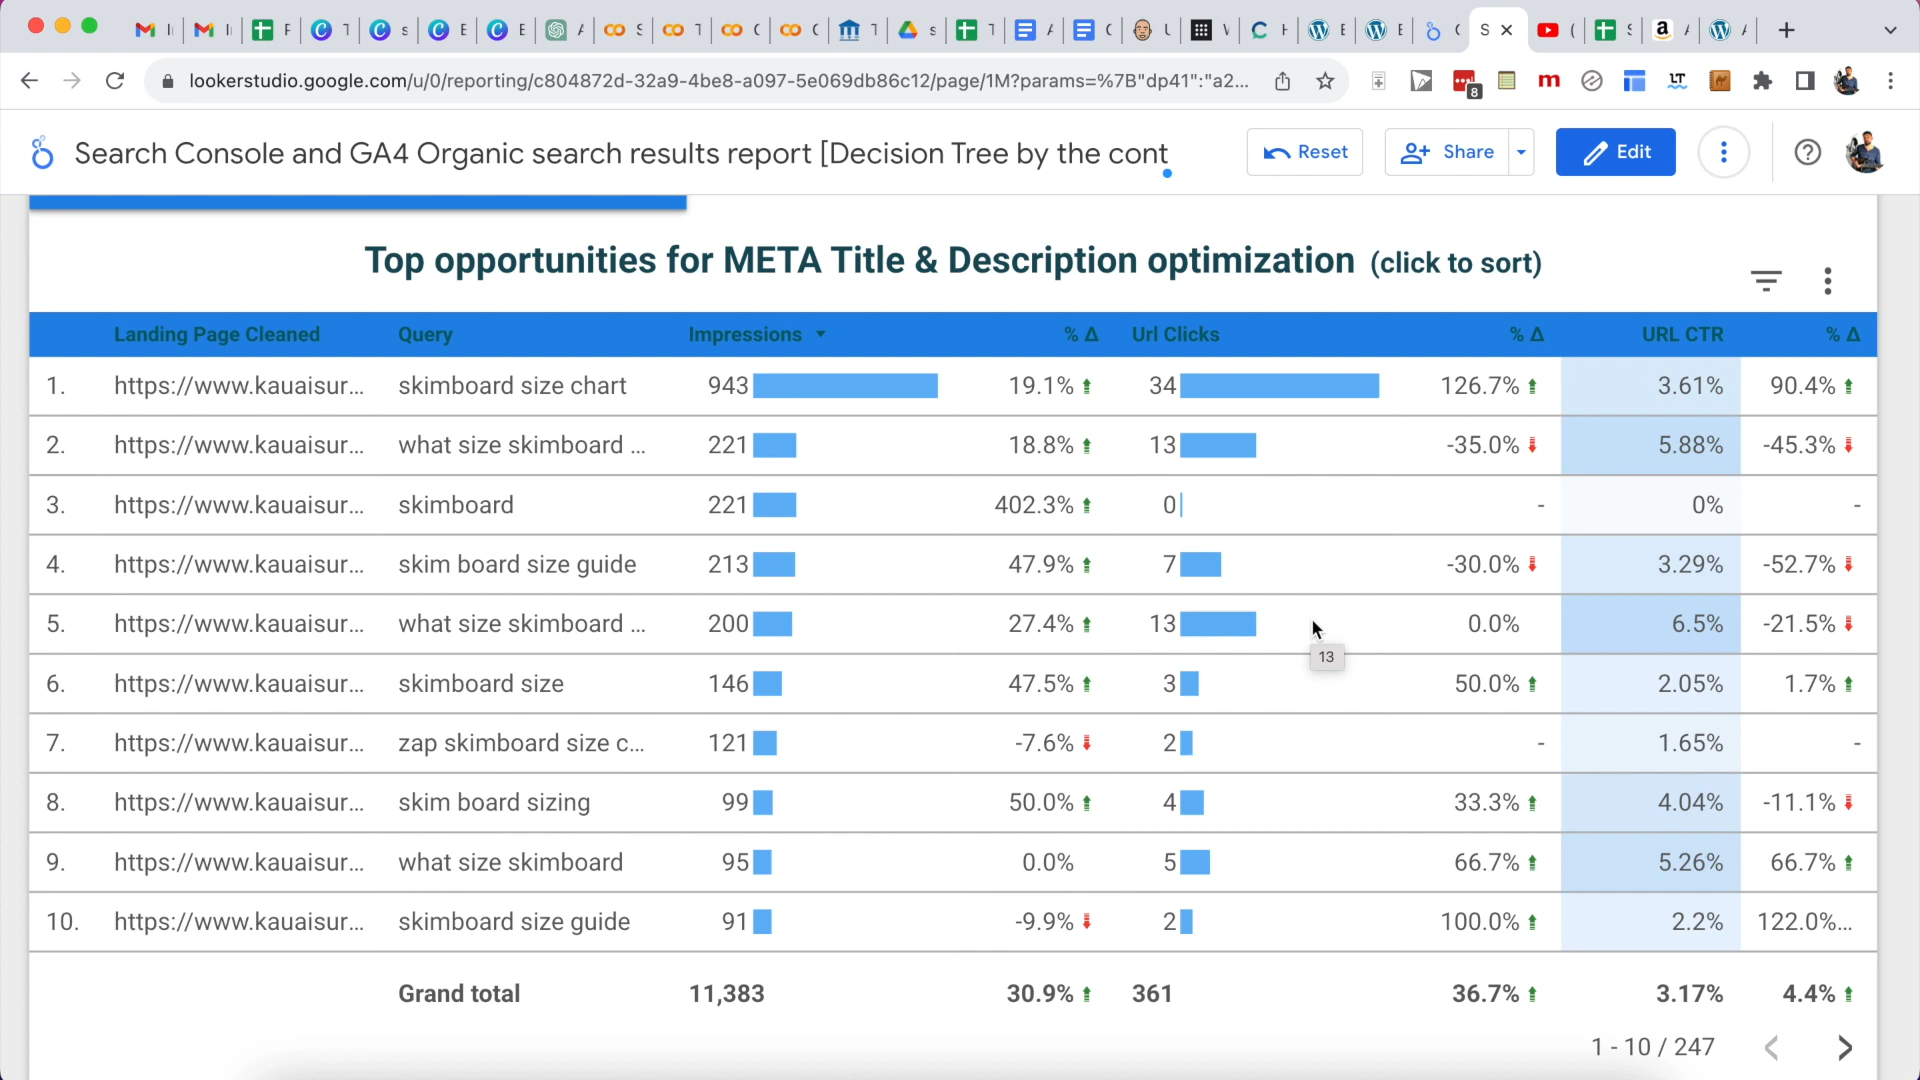 lookerstudio.google.com/u/0/reporting/c804872d-32a9-4be8-a097-5e069db86c12/page/1M?params=%7B"dp41":"a2...
8
Search Console and GA4 Organic search results report [Decision Tree by the cont
Reset
Share
Edit
Top opportunities for META Title & Description optimization (click to sort)
Landing Page Cleaned Query Impressions % Δ Url Clicks % Δ URL CTR % Δ
1. https://www.kauaisur... skimboard size chart 943 19.1% 34 126.7% 3.61% 90.4%
2. https://www.kauaisur... what size skimboard ... 221 18.8% 13 -35.0% 5.88% -45.3%
3. https://www.kauaisur... skimboard 221 402.3% 0 - 0% -
4. https://www.kauaisur... skim board size guide 213 47.9% 7 -30.0% 3.29% -52.7%
5. https://www.kauaisur... what size skimboard ... 200 27.4% 13 0.0% 6.5% -21.5%
13
6. https://www.kauaisur... skimboard size 146 47.5% 3 50.0% 2.05% 1.7%
7. https://www.kauaisur... zap skimboard size c... 121 -7.6% 2 - 1.65% -
8. https://www.kauaisur... skim board sizing 99 50.0% 4 33.3% 4.04% -11.1%
9. https://www.kauaisur... what size skimboard 95 0.0% 5 66.7% 5.26% 66.7%
10. https://www.kauaisur... skimboard size guide 91 -9.9% 2 100.0% 2.2% 122.0%...
Grand total 11,383 30.9% 361 36.7% 3.17% 4.4%
1 - 10 / 247